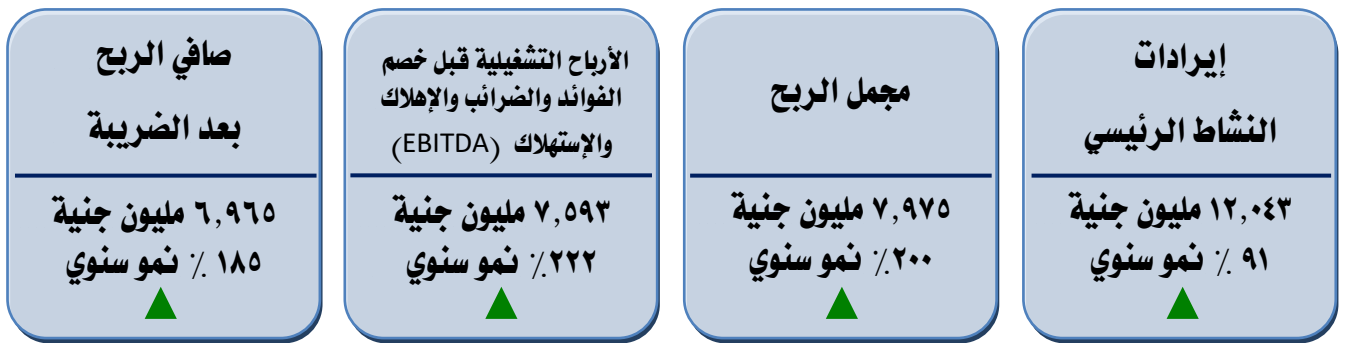 إيرادات
النشاط الرئيسي
١٢,٠٤٣ مليون جنية
٩١ ٪ نمو سنوي
مجمل الربح
٧,٩٧٥ مليون جنية
٢٠٠٪ نمو سنوي
الأرباح التشغيلية قبل خصم
الفوائد والضرائب والإهلاك
والإستهلاك (EBITDA)
٧,٥٩٣ مليون جنية
٢٢٢٪ نمو سنوي
صافي الربح
بعد الضريبة
٦,٩٦٥ مليون جنية
١٨٥ ٪ نمو سنوي